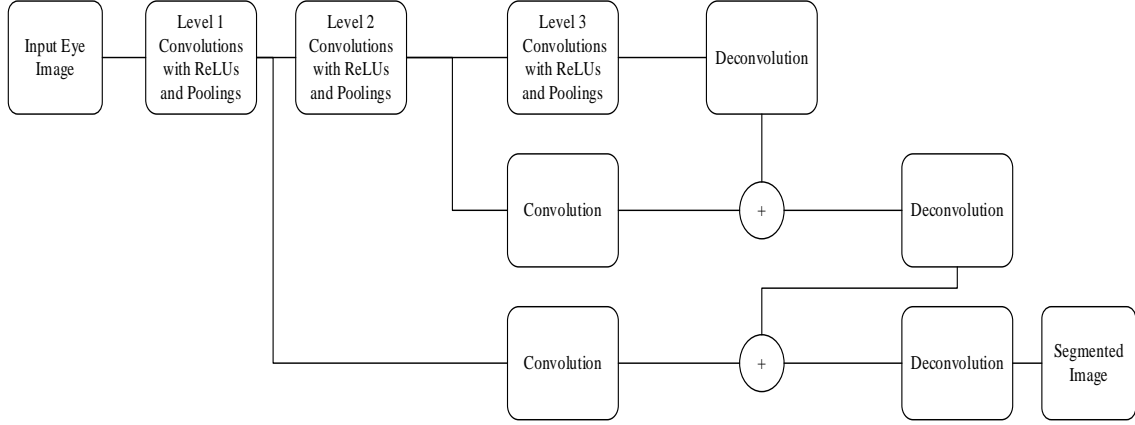 Input Eye
Image
Level 1
Convolutions
with ReLUs
and Poolings
Level 2
Convolutions
with ReLUs
and Poolings
Level 3
Convolutions
with ReLUs
and Poolings
Deconvolution
Convolution
+
Deconvolution
Convolution
+
Deconvolution
Segmented
Image